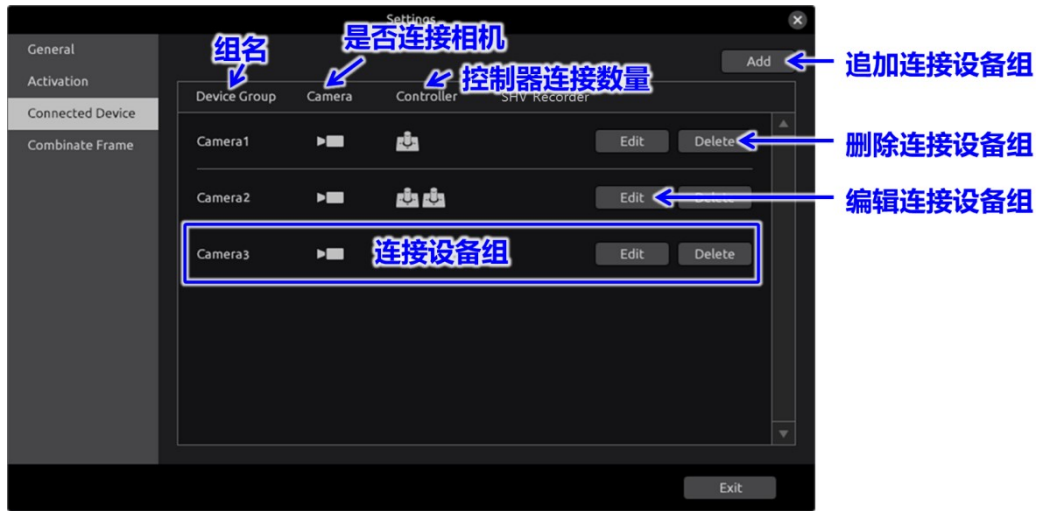 Settings
General
Activation
Connected Device
Combinate Frame
组名
是否连接相机
控制器连接数量
Add
追加连接设备组
Device Group
Camera
Controller
SHV Recorder
Camera1
Edit
Delete
删除连接设备组
Camera2
Edit
Delete
编辑连接设备组
Camera3
连接设备组
Edit
Delete
Exit